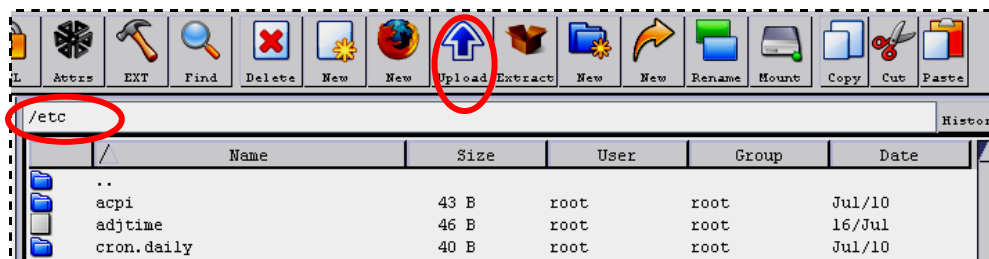 L Attrs EXT Find Delete New New Upload Extract New New Rename Mount Copy Cut Paste
/etc Histor
Name Size User Group Date
..
acpi 43 B root root Jul/10
adjtime 46 B root root 16/Jul
cron.daily 40 B root root Jul/10